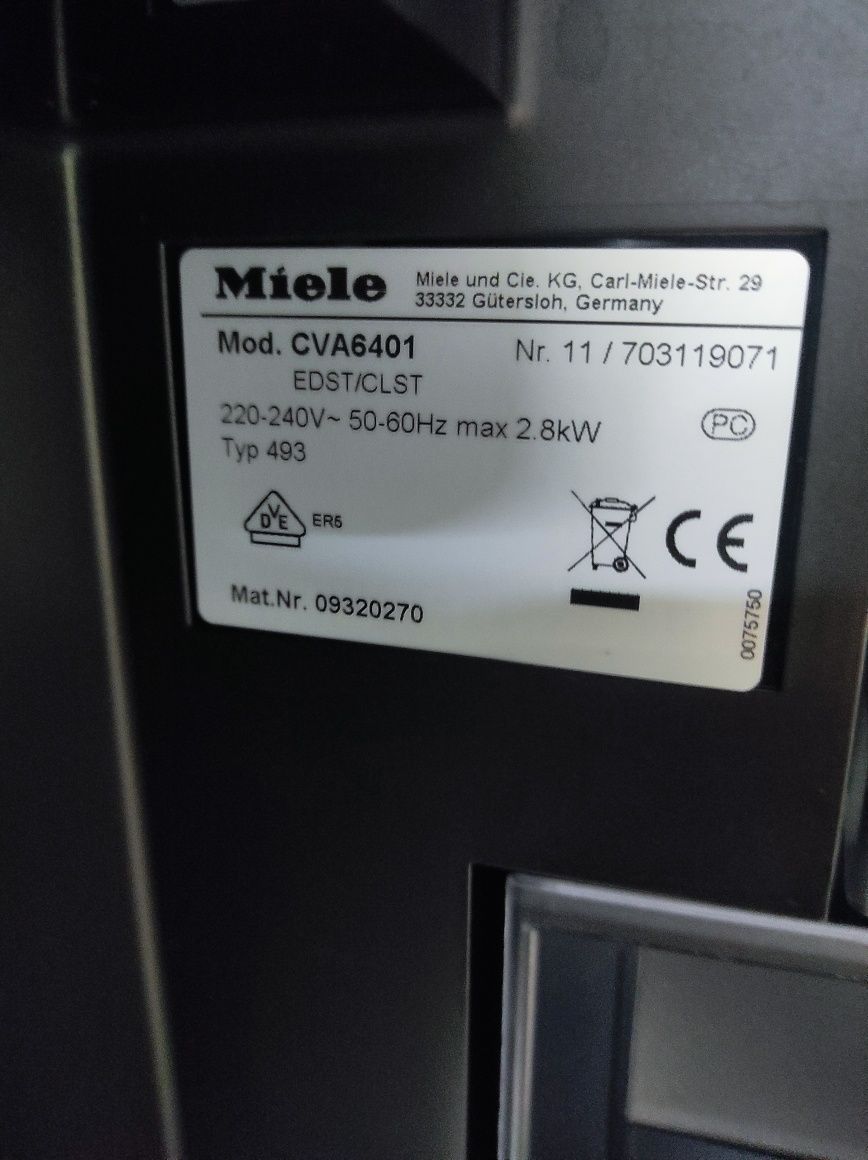 Miele
Miele und Cie. KG, Carl-Miele-Str. 29
33332 Gütersloh, Germany
Mod. CVA6401
Nr. 11 / 703119071
EDST/CLST
220-240V~ 50-60Hz max 2.8kW
PC
Typ 493
DVE
ER5
CE
Mat.Nr. 09320270
0075750